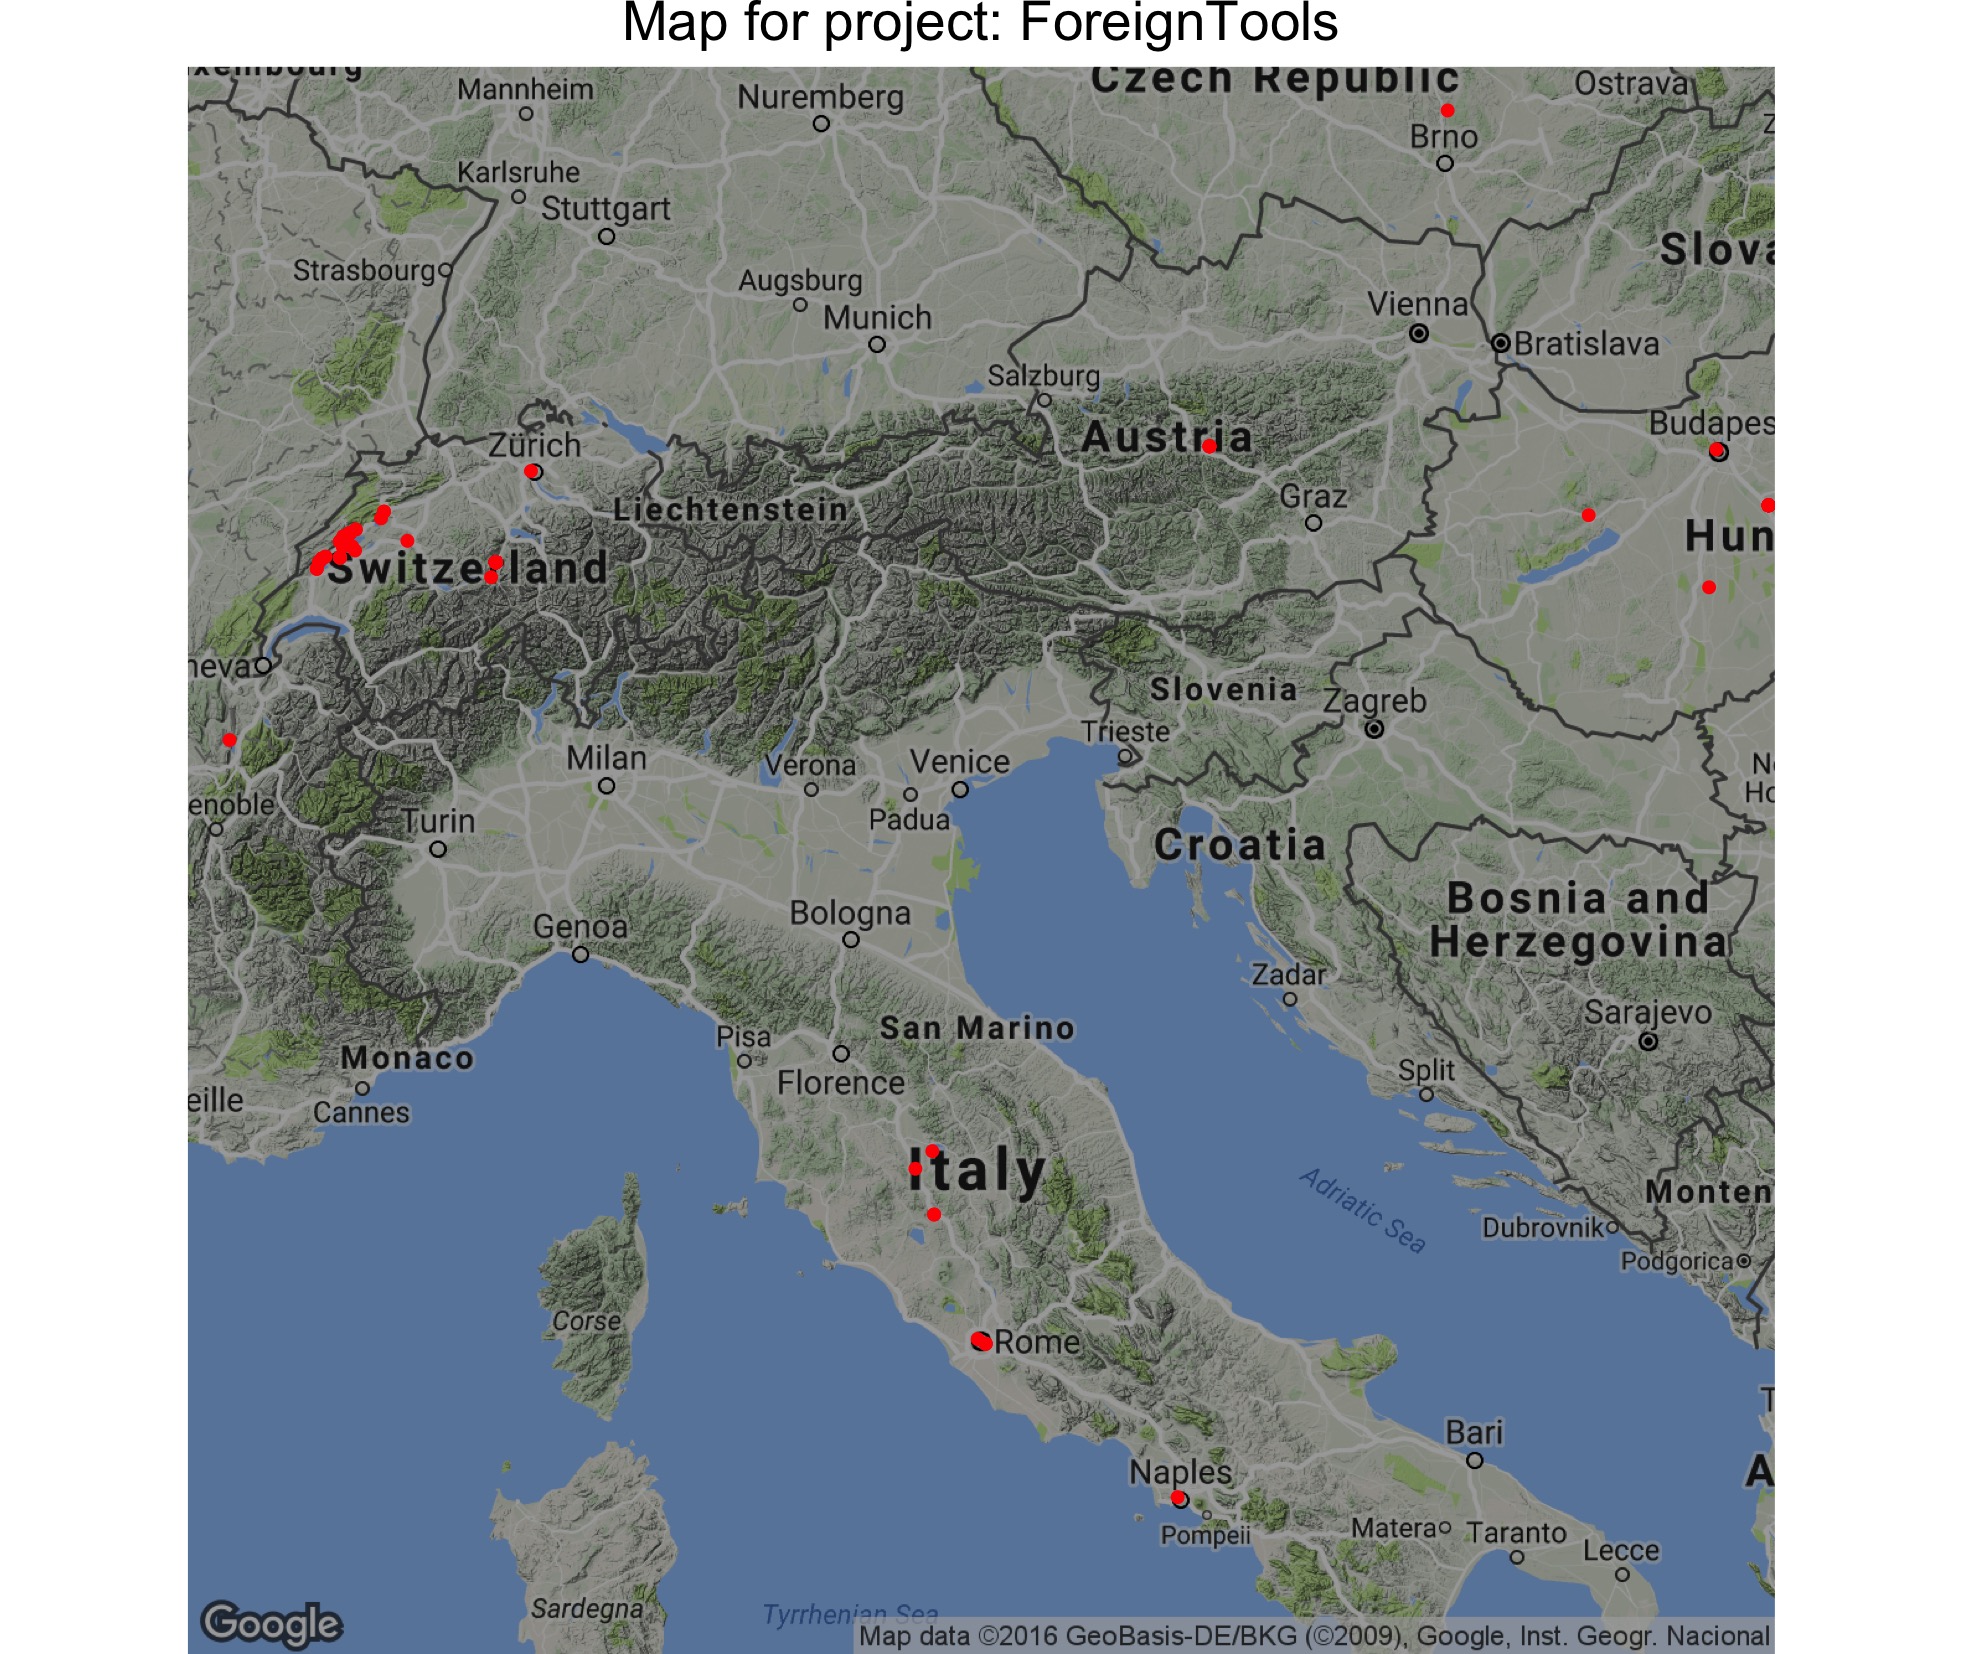 Map for project: ForeignTools
xembourg
Mannheim
Nuremberg
Czech Republic
Ostrava
Z
Brno
Karlsruhe
Stuttgart
Strasbourg
Slova
Augsburg
Munich
Vienna
Bratislava
Salzburg
Zürich
Austria
Budapes
Liechtenstein
Graz
Hun
Switzerland
neva
Slovenia
Zagreb
Trieste
Milan
Verona
Venice
enoble
Turin
Padua
Croatia
Bosnia and
Herzegovina
Genoa
Bologna
Zadar
Sarajevo
Pisa
San Marino
Monaco
Florence
Split
eille
Cannes
Italy
Adriatic Sea
Monten
Dubrovnik
Podgorica
Corse
Rome
T
Bari
A
Naples
Pompeii
Matera
Taranto
Lecce
Sardegna
Tyrrhenian Sea
Google
Map data ©2016 GeoBasis-DE/BKG (©2009), Google, Inst. Geogr. Nacional